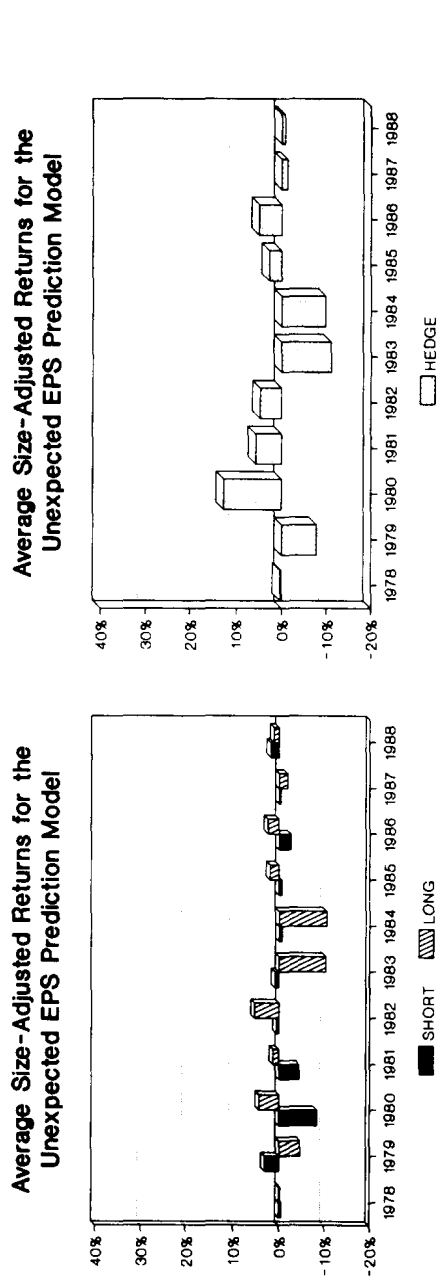 Average Size-Adjusted Returns for the
Unexpected EPS Prediction Model
40%
30%
20%
10%
0%
-10%
-20%
1978 1979 1980 1981 1982 1983 1984 1985 1986 1987 1988
SHORT LONG
Average Size-Adjusted Returns for the
Unexpected EPS Prediction Model
40%
30%
20%
10%
0%
-10%
-20%
1978 1979 1980 1981 1982 1983 1984 1985 1986 1987 1988
HEDGE